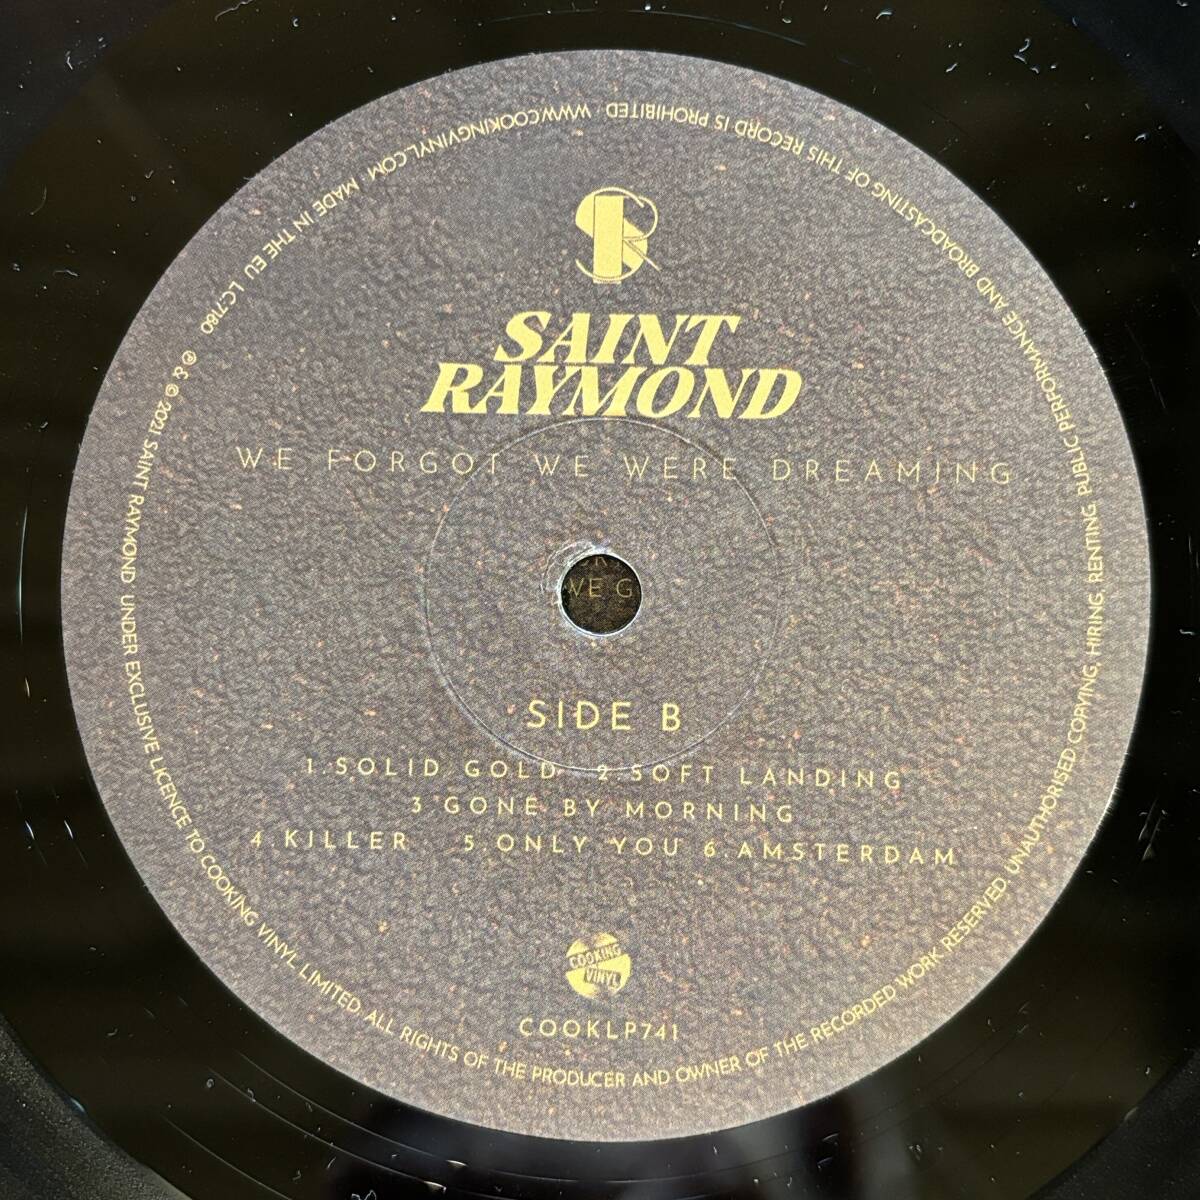 SR
SAINT
RAYMOND
WE FORGOT WE WERE DREAMING
WE G
SIDE B
1.SOLID GOLD 2.SOFT LANDING
3.GONE BY MORNING
4.KILLER 5.ONLY YOU 6.AMSTERDAM
COOKING
VINYL
COOKLP741
℗ & © 2021 SAINT RAYMOND UNDER EXCLUSIVE LICENCE TO COOKING VINYL LIMITED. ALL RIGHTS OF THE PRODUCER AND OWNER OF THE RECORDED WORK RESERVED. UNAUTHORISED COPYING, HIRING, RENTING PUBLIC PERFORMANCE AND BROADCASTING OF THIS RECORD IS PROHIBITED · WWW.COOKINGVINYL.COM · MADE IN THE EU LC7180